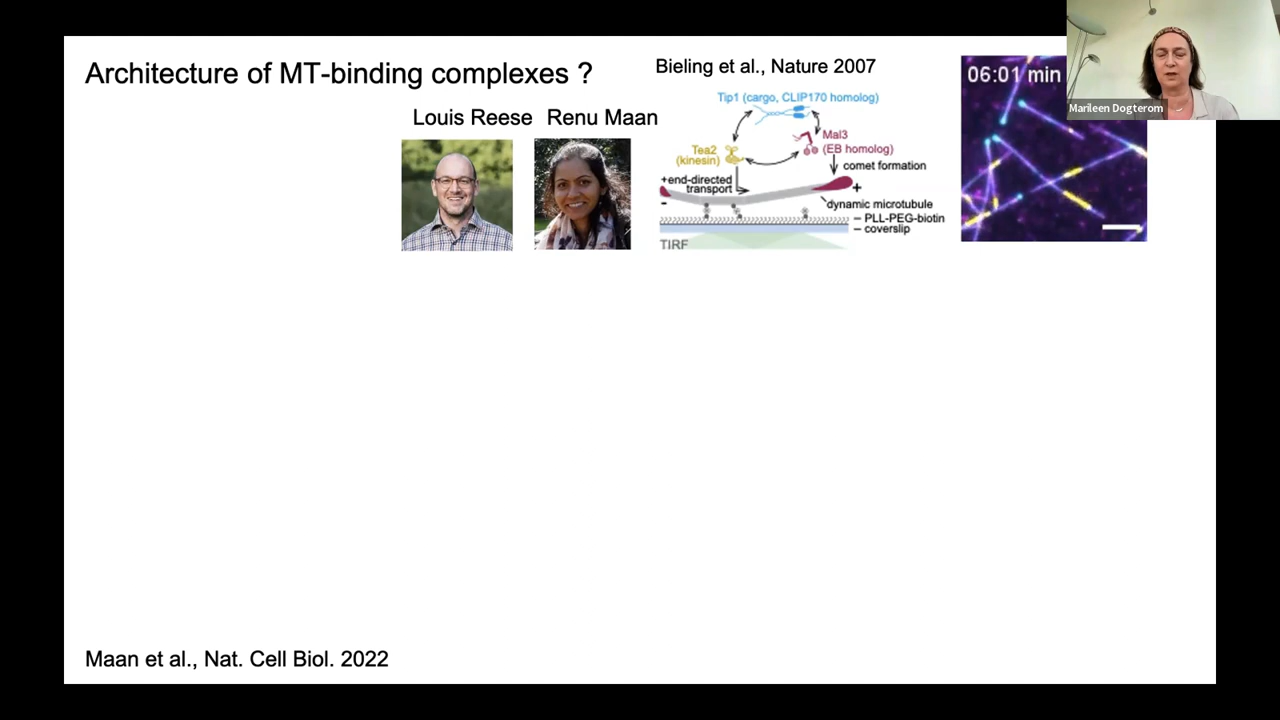 Architecture of MT-binding complexes ?
Louis Reese
Renu Maan
Bieling et al., Nature 2007
Tip1 (cargo, CLIP170 homolog)
Mal3
(EB homolog)
Tea2
(kinesin)
comet formation
+end-directed
transport
+
-
dynamic microtubule
– PLL-PEG-biotin
– coverslip
TIRF
06:01 min
Marileen Dogterom
Maan et al., Nat. Cell Biol. 2022